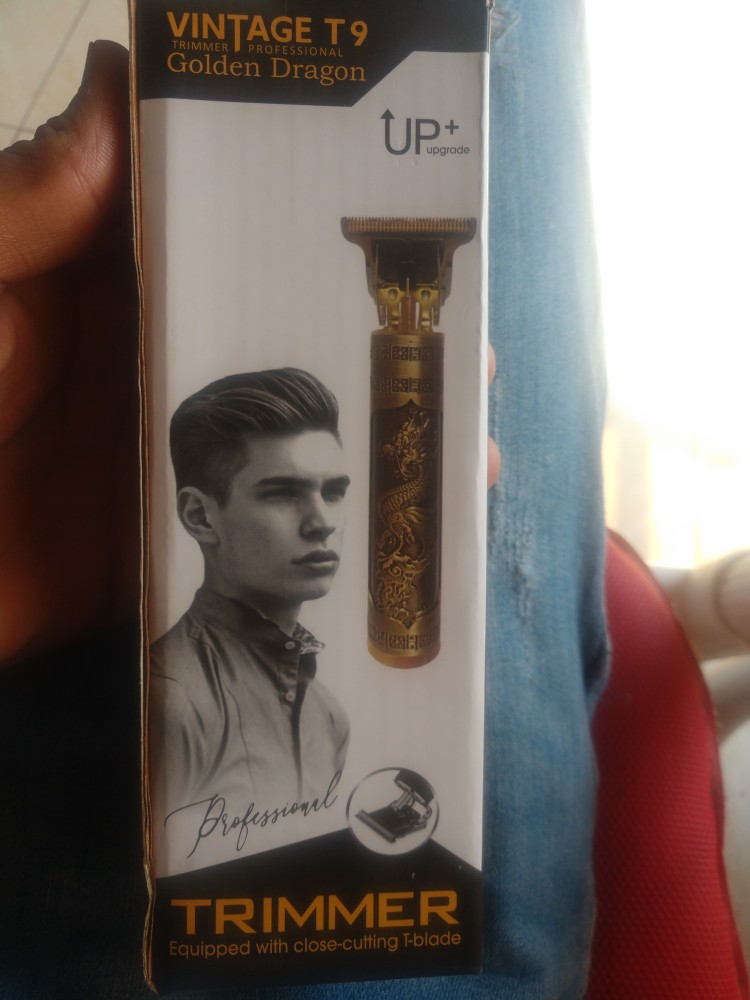 VINTAGE T9
TRIMMER PROFESSIONAL
Golden Dragon
UP+
upgrade
Professional
TRIMMER
Equipped with close-cutting T-blade